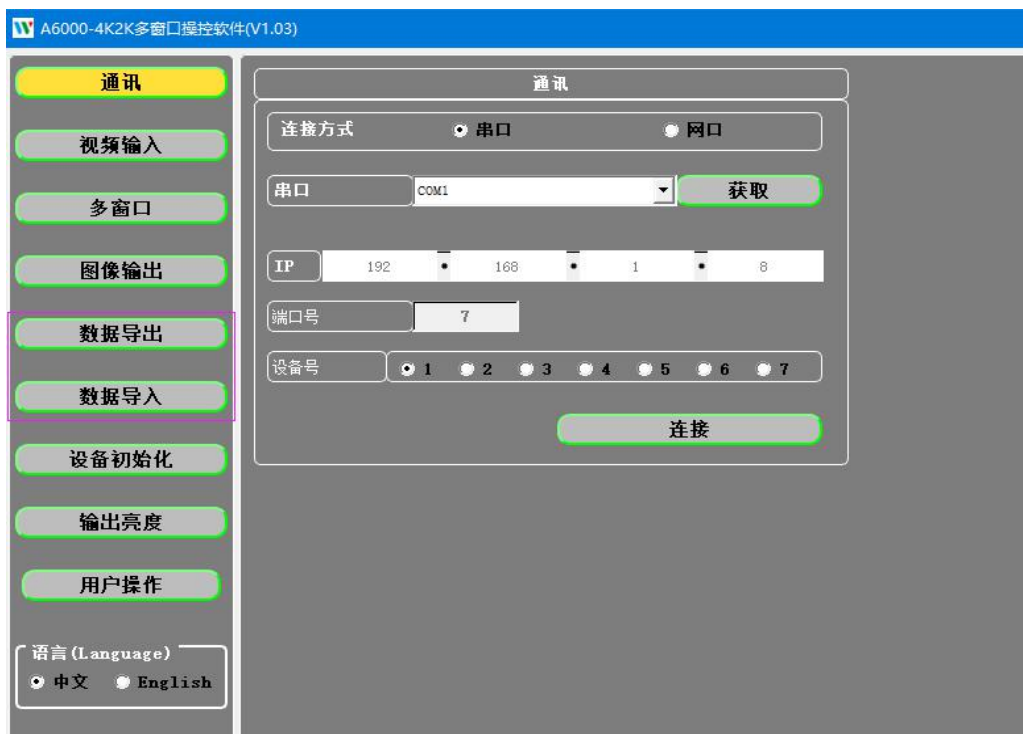 A6000-4K2K多窗口操控软件(V1.03)
通讯
视频输入
多窗口
图像输出
数据导出
数据导入
设备初始化
输出亮度
用户操作
语言(Language)
中文 English
通讯
连接方式 串口 网口
串口 COM1 获取
IP 192 . 168 . 1 . 8
端口号 7
设备号 1 2 3 4 5 6 7
连接